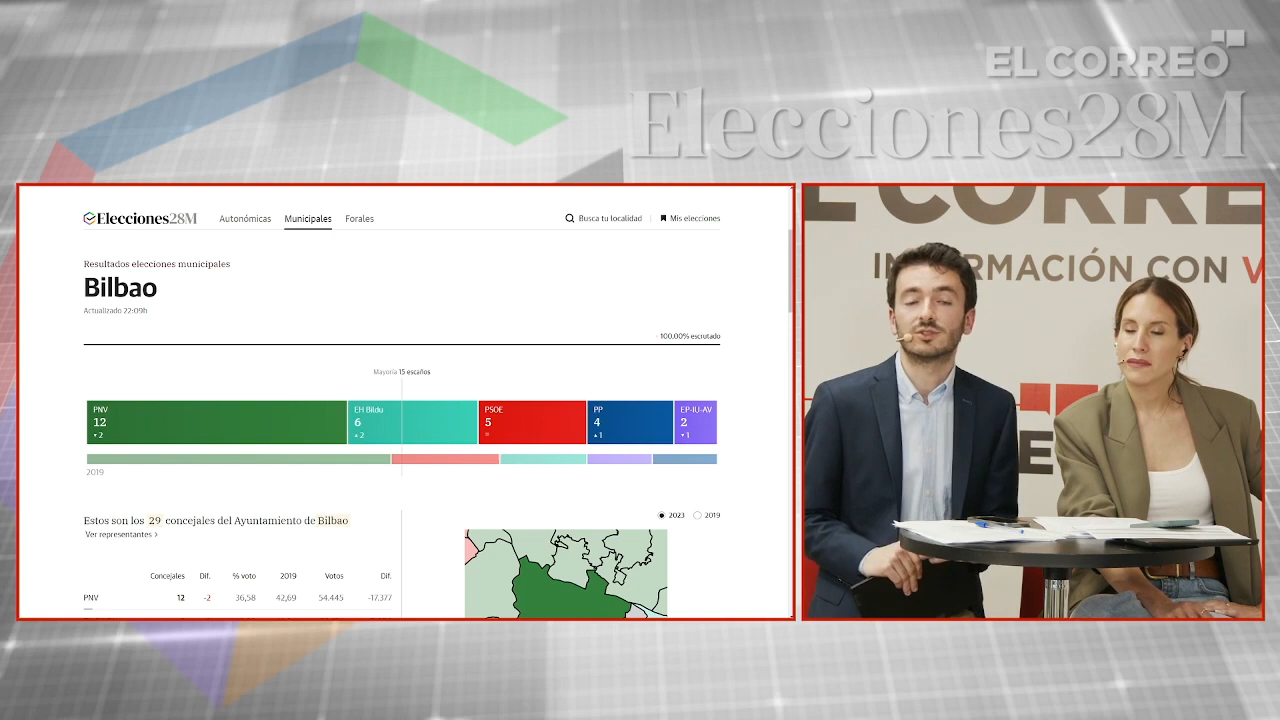 EL CORREO
Elecciones28M
Elecciones28M
Autonómicas
Municipales
Forales
Busca tu localidad
Mis elecciones
Resultados elecciones municipales
Bilbao
Actualizado 22:09h
100,00% escrutado
Mayoría 15 escaños
PNV
12
▾ 2
EH Bildu
6
▴ 2
PSOE
5
=
PP
4
▴ 1
EP-IU-AV
2
▾ 1
2019
Estos son los 29 concejales del Ayuntamiento de Bilbao
Ver representantes >
2023
2019
Concejales Dif. % voto 2019 Votos Dif.
PNV 12 -2 36,58 42,69 54.445 -17.377
EL CORRE
INFORMACIÓN CON V